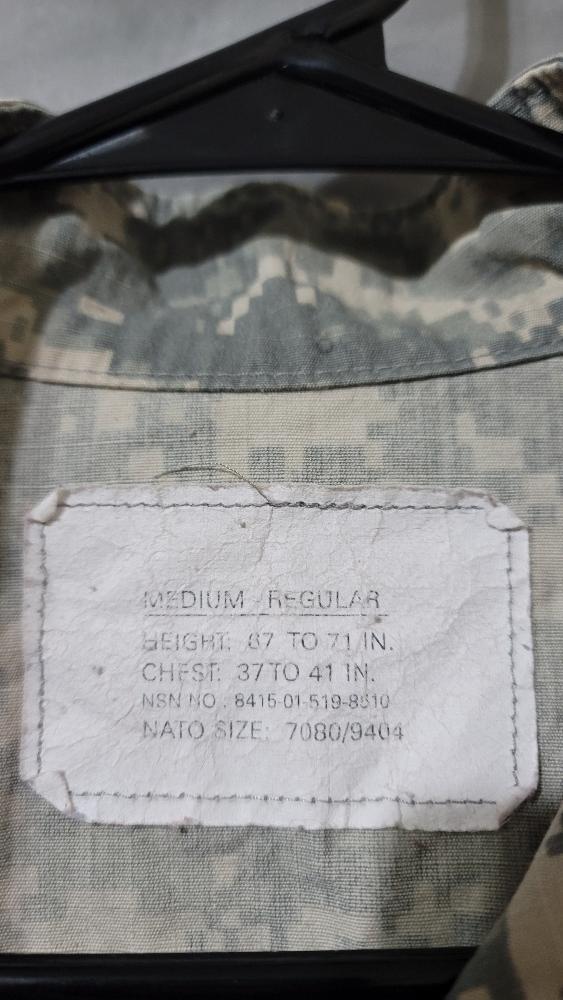 MEDIUM - REGULAR
HEIGHT: 67 TO 71 IN.
CHEST: 37 TO 41 IN.
NSN NO. 8415-01-519-8510
NATO SIZE: 7080/9404